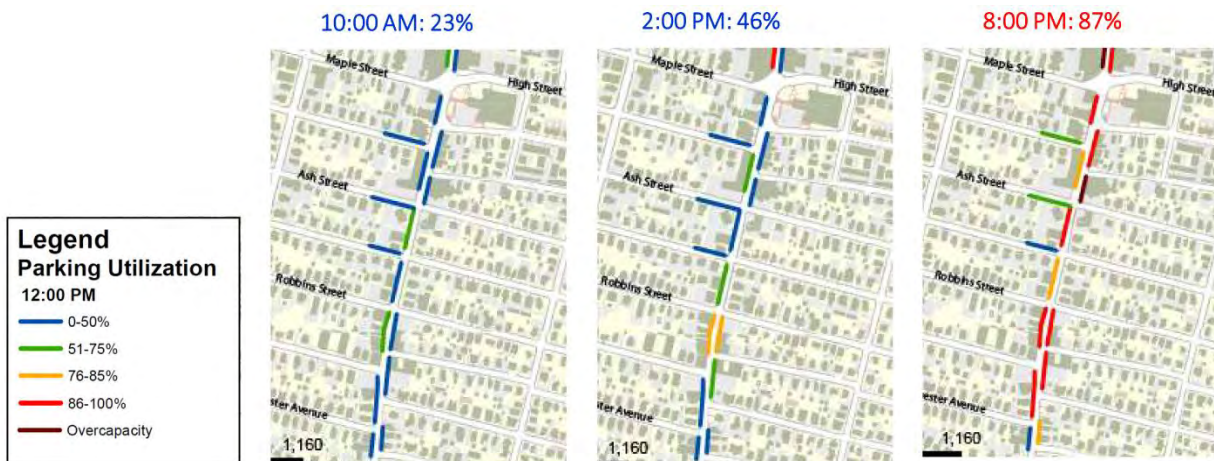 10:00 AM: 23%
2:00 PM: 46%
8:00 PM: 87%
Maple Street
High Street
Ash Street
Robbins Street
ester Avenue
1,160
Maple Street
High Street
Ash Street
Robbins Street
ster Avenue
1,160
Maple Street
High Street
Ash Street
Robbins Street
ester Avenue
1,160
Legend
Parking Utilization
12:00 PM
0-50%
51-75%
76-85%
86-100%
Overcapacity